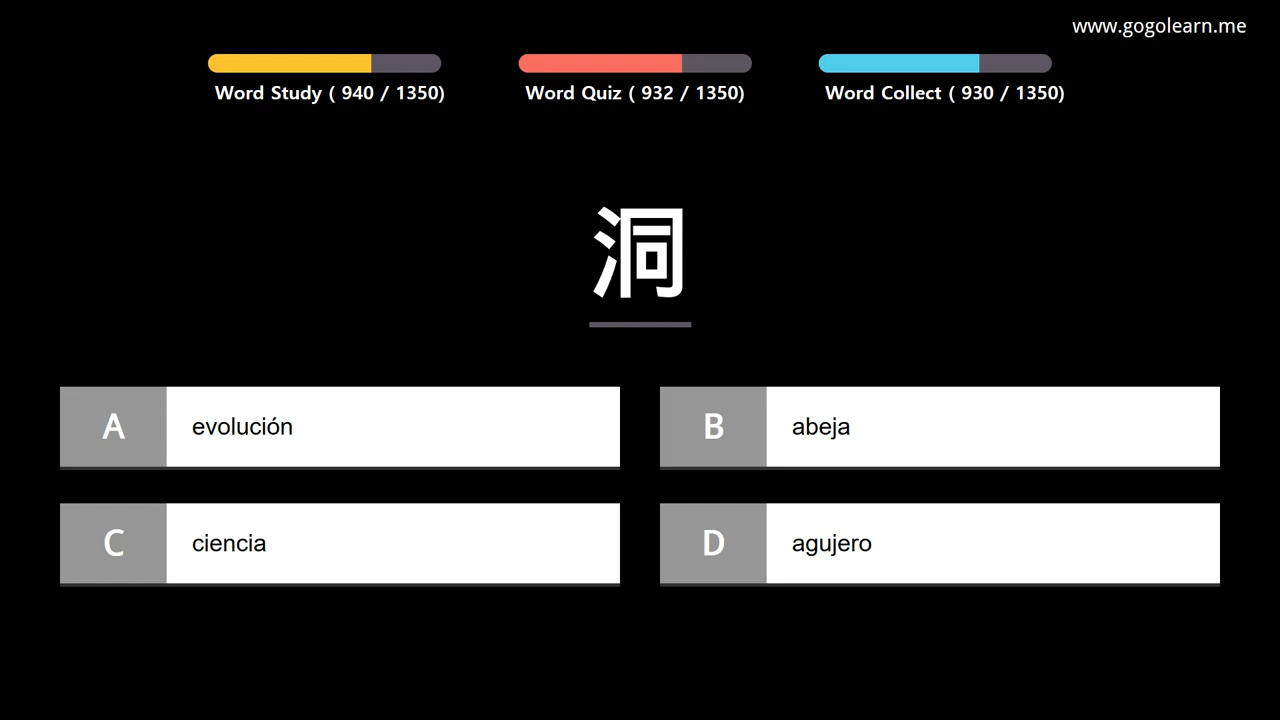 www.gogolearn.me
Word Study ( 940 / 1350)
Word Quiz ( 932 / 1350)
Word Collect ( 930 / 1350)
洞
A evolución
B abeja
C ciencia
D agujero